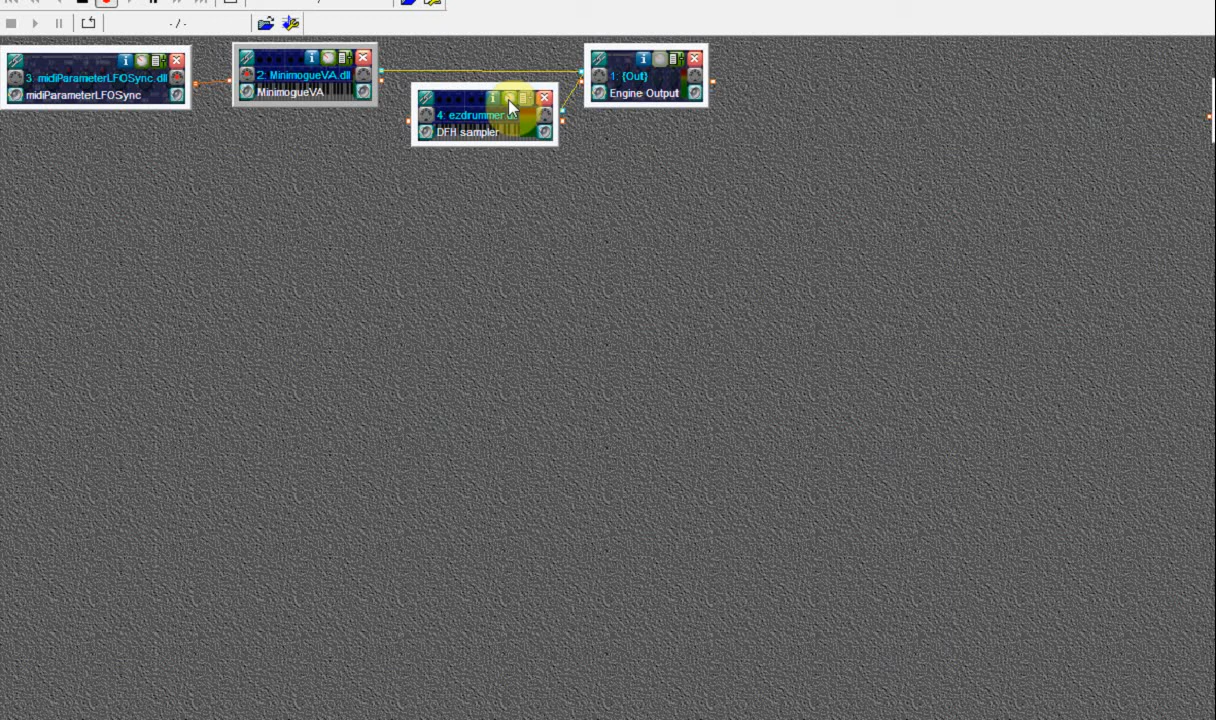 - / -
3: midiParameterLFOSync.dll
midiParameterLFOSync
2: MinimogueVA.dll
MinimogueVA
4: ezdrummer
DFH sampler
1: {Out}
Engine Output